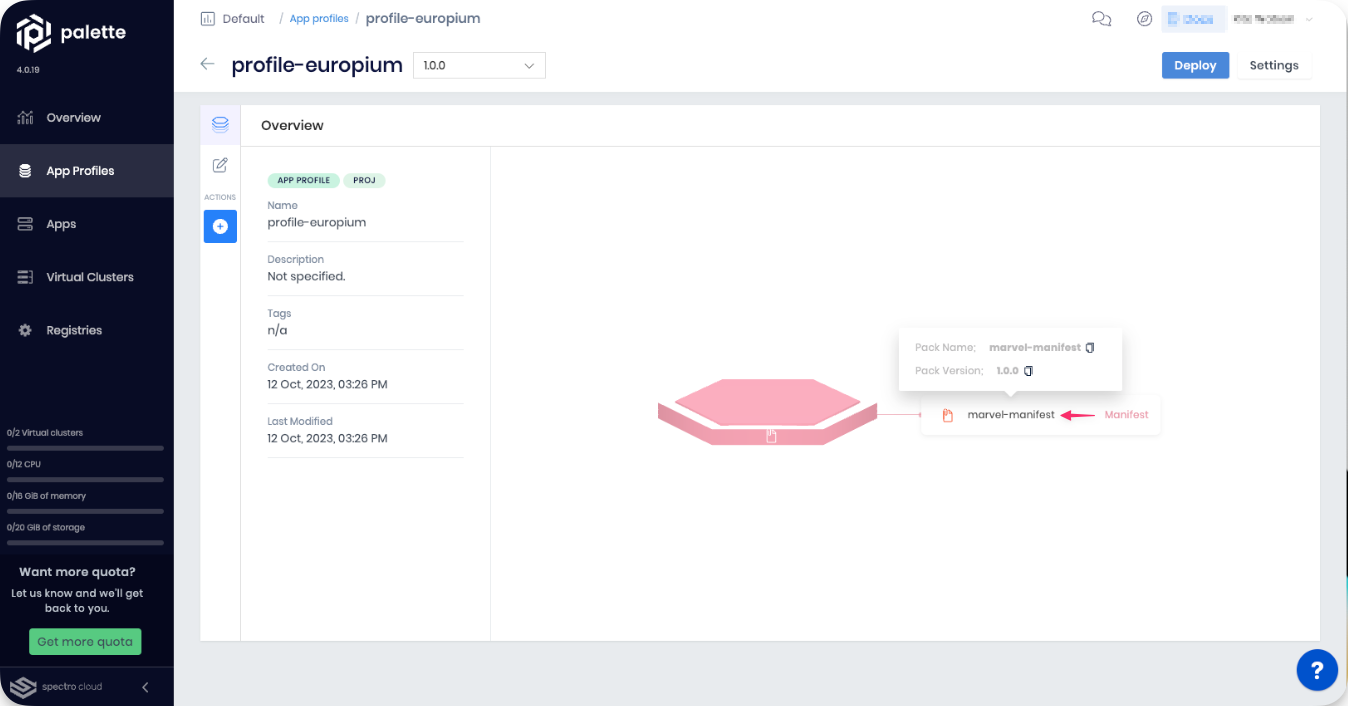 palette
4.0.19
Overview
App Profiles
Apps
Virtual Clusters
Registries
0/2 Virtual clusters
0/12 CPU
0/16 GiB of memory
0/20 GiB of storage
Want more quota?
Let us know and we'll get
back to you.
Get more quota
spectro cloud
Default / App profiles / profile-europium
profile-europium 1.0.0
Deploy Settings
ACTIONS
Overview
APP PROFILE PROJ
Name
profile-europium
Description
Not specified.
Tags
n/a
Created On
12 Oct, 2023, 03:26 PM
Last Modified
12 Oct, 2023, 03:26 PM
Pack Name: marvel-manifest
Pack Version: 1.0.0
marvel-manifest Manifest
?